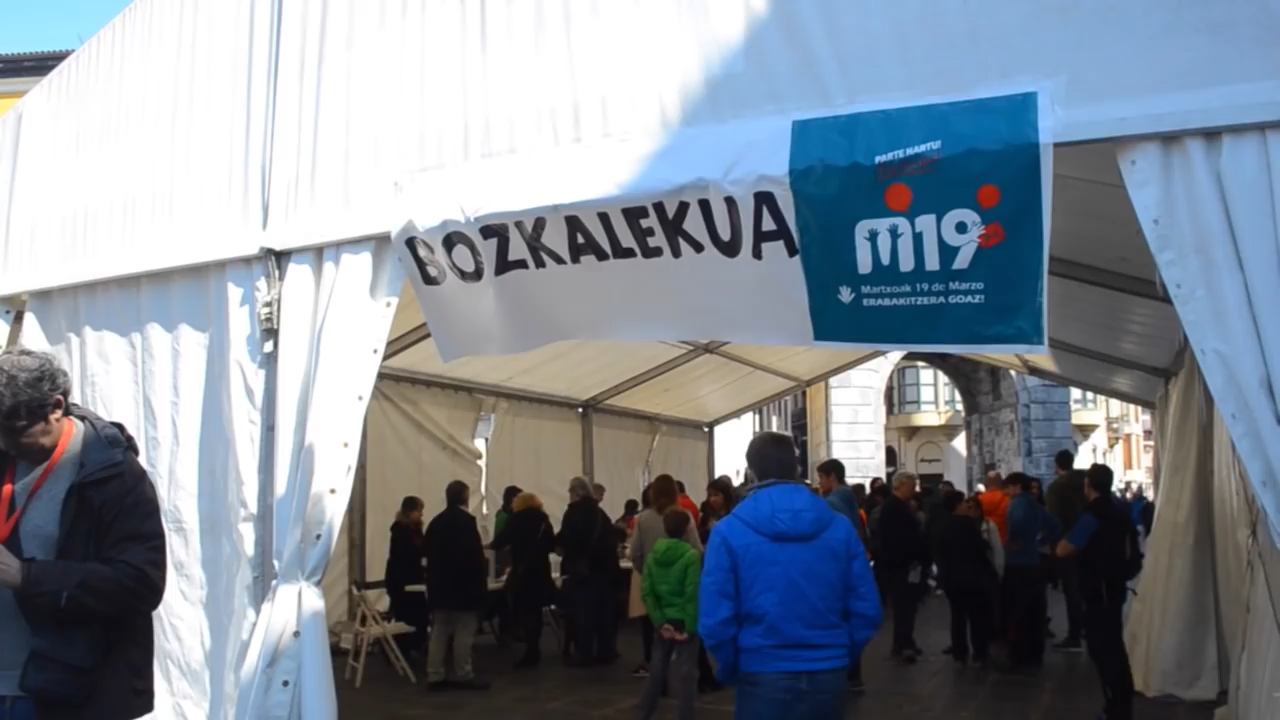 BOZKALEKUA
PARTE HARTU!
M19
Martxoak 19 de Marzo
ERABAKITZERA GOAZ!